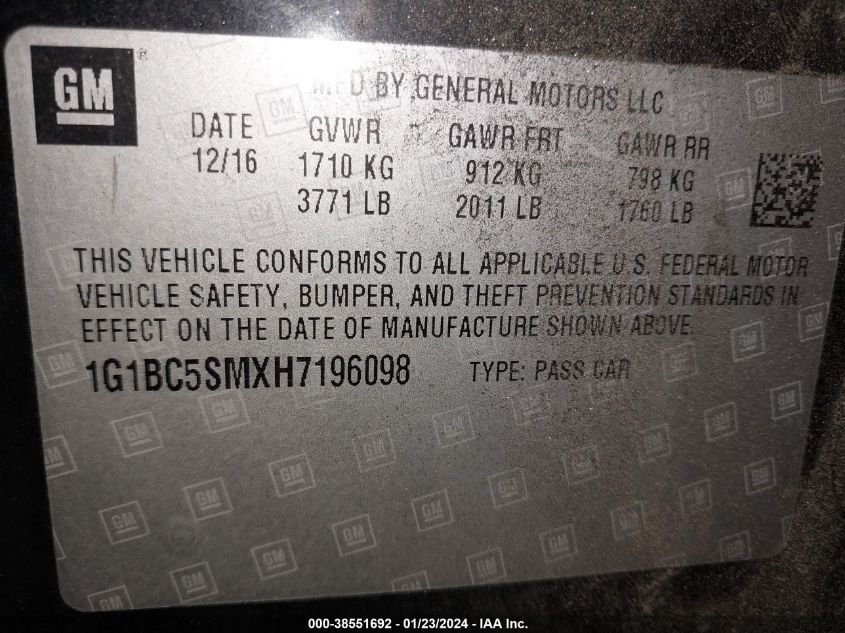 GM
MFD BY GENERAL MOTORS LLC
DATE GVWR GAWR FRT GAWR RR
12/16 1710 KG 912 KG 798 KG
3771 LB 2011 LB 1760 LB
THIS VEHICLE CONFORMS TO ALL APPLICABLE U.S. FEDERAL MOTOR
VEHICLE SAFETY, BUMPER, AND THEFT PREVENTION STANDARDS IN
EFFECT ON THE DATE OF MANUFACTURE SHOWN ABOVE.
1G1BC5SMXH7196098 TYPE: PASS CAR
000-38551692 - 01/23/2024 - IAA Inc.